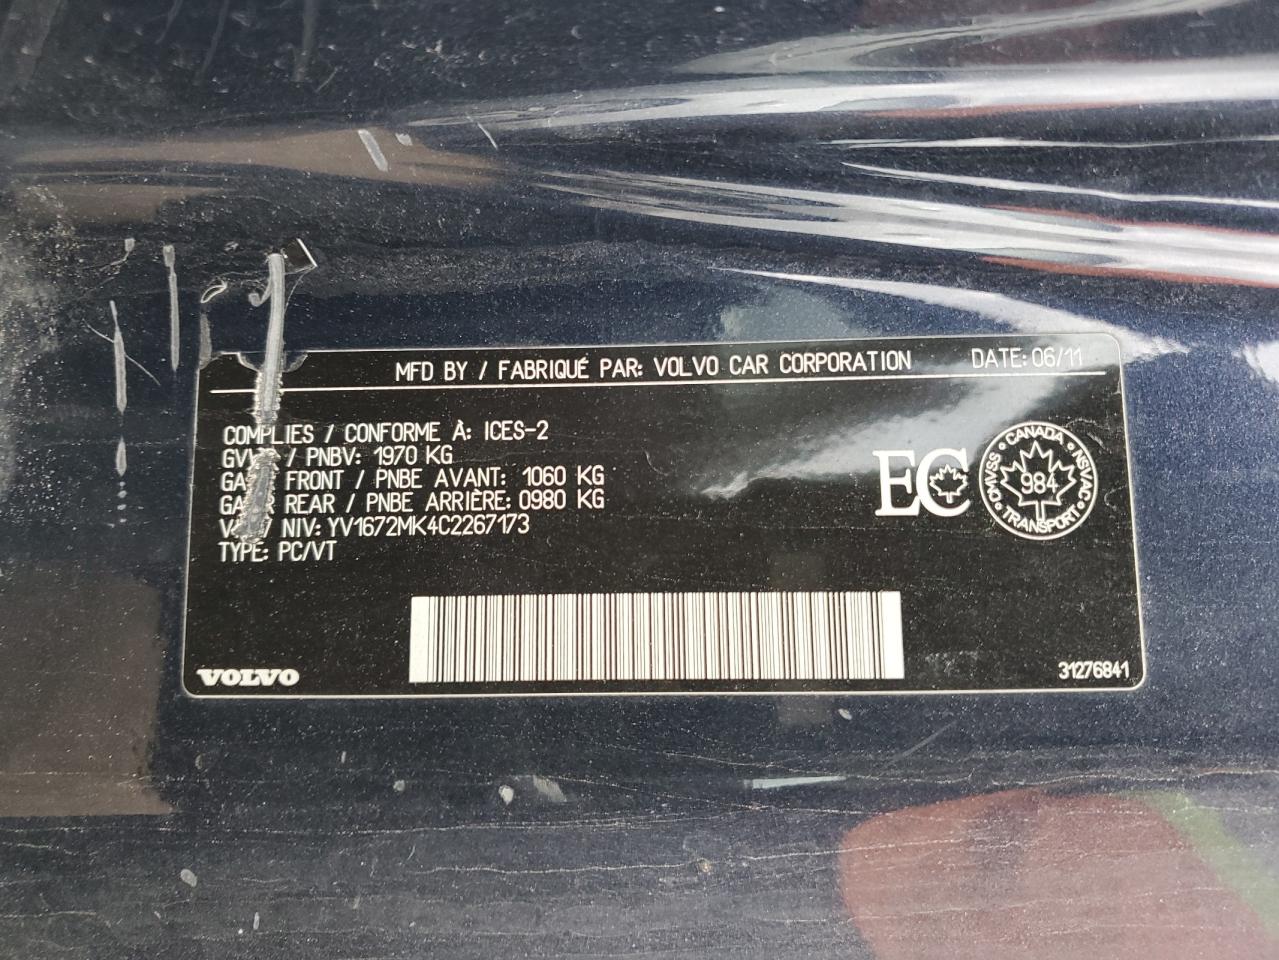 MFD BY / FABRIQUÉ PAR: VOLVO CAR CORPORATION DATE: 06/11
COMPLIES / CONFORME À: ICES-2
/ PNBV: 1970 KG
FRONT / PNBE AVANT: 1060 KG
REAR / PNBE ARRIÈRE: 0980 KG
NIV: YV1672MK4C2267173
TYPE: PC/VT
EC
CANADA
CMVSS 984 NSVAC
TRANSPORT
VOLVO
31276841